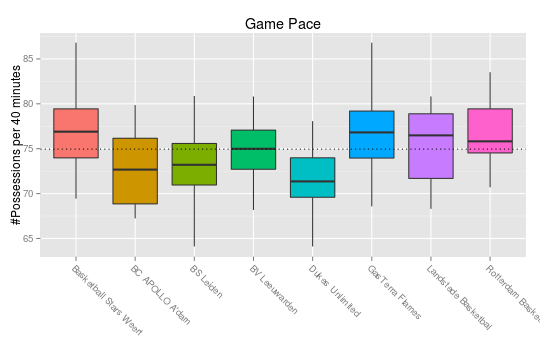 Game Pace
#Possessions per 40 minutes
85
80
75
70
65
Basketball Stars Weert
BC APOLLO A'dam
BS Leiden
BV Leeuwarden
Dukes Unlimited
GasTerra Flames
Landstede Basketbal
Rotterdam